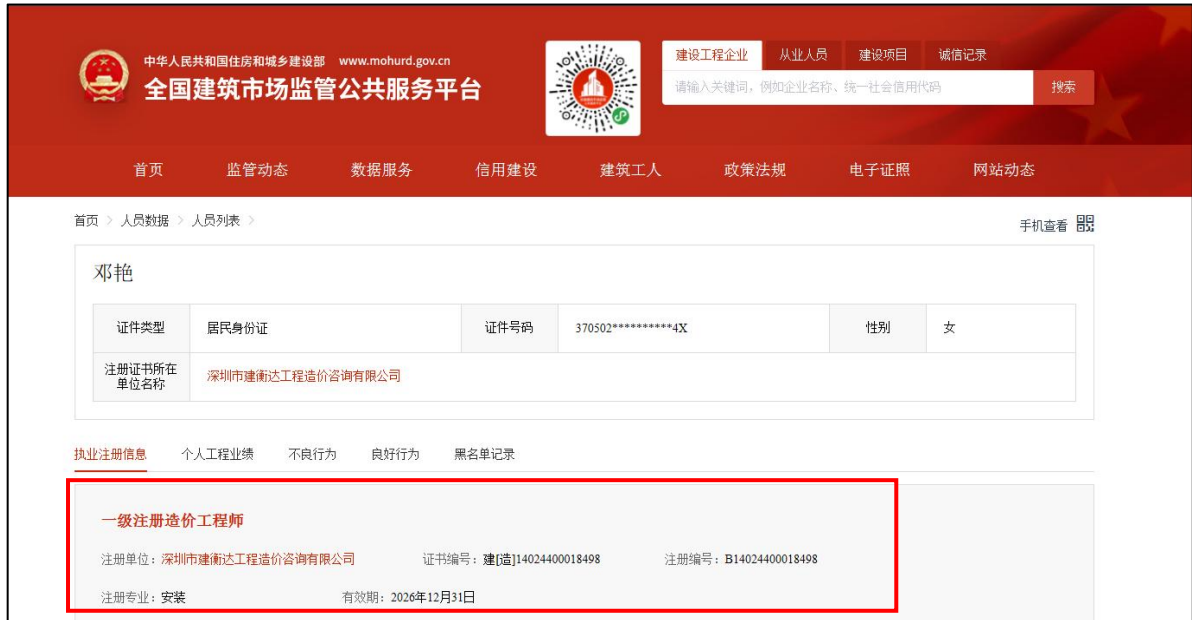 中华人民共和国住房和城乡建设部 www.mohurd.gov.cn
全国建筑市场监管公共服务平台
建设工程企业 从业人员 建设项目 诚信记录
请输入关键词，例如企业名称、统一社会信用代码 搜索
首页 监管动态 数据服务 信用建设 建筑工人 政策法规 电子证照 网站动态
首页 > 人员数据 > 人员列表 >
手机查看
邓艳
证件类型 居民身份证 证件号码 370502**********4X 性别 女
注册证书所在
单位名称
深圳市建衡达工程造价咨询有限公司
执业注册信息 个人工程业绩 不良行为 良好行为 黑名单记录
一级注册造价工程师
注册单位：深圳市建衡达工程造价咨询有限公司 证书编号：建[造]14024400018498 注册编号：B14024400018498
注册专业：安装 有效期：2026年12月31日